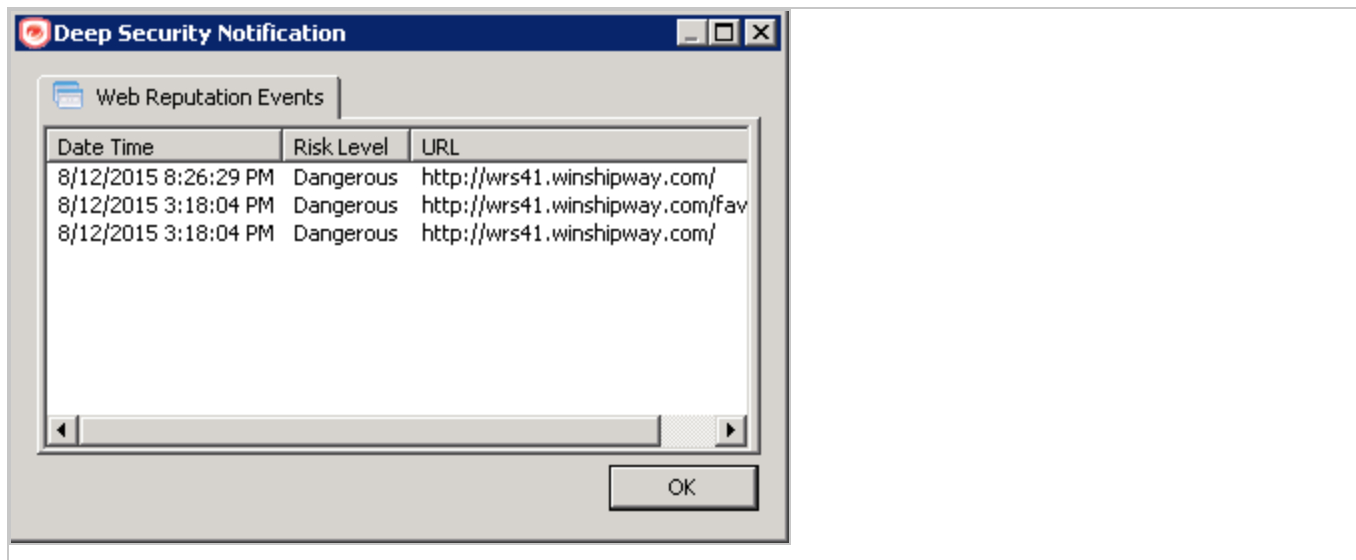 Deep Security Notification
Web Reputation Events
Date Time Risk Level URL
8/12/2015 8:26:29 PM Dangerous http://wrs41.winshipway.com/
8/12/2015 3:18:04 PM Dangerous http://wrs41.winshipway.com/fav
8/12/2015 3:18:04 PM Dangerous http://wrs41.winshipway.com/
OK